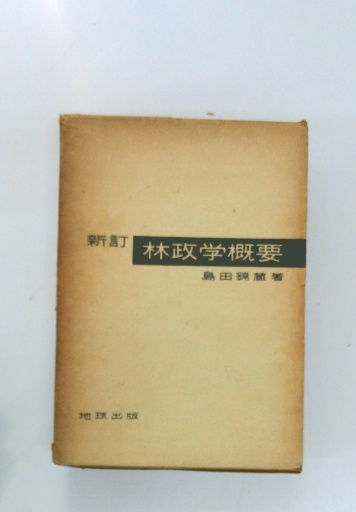 新訂
林政学概要
島田錦蔵著
地球出版